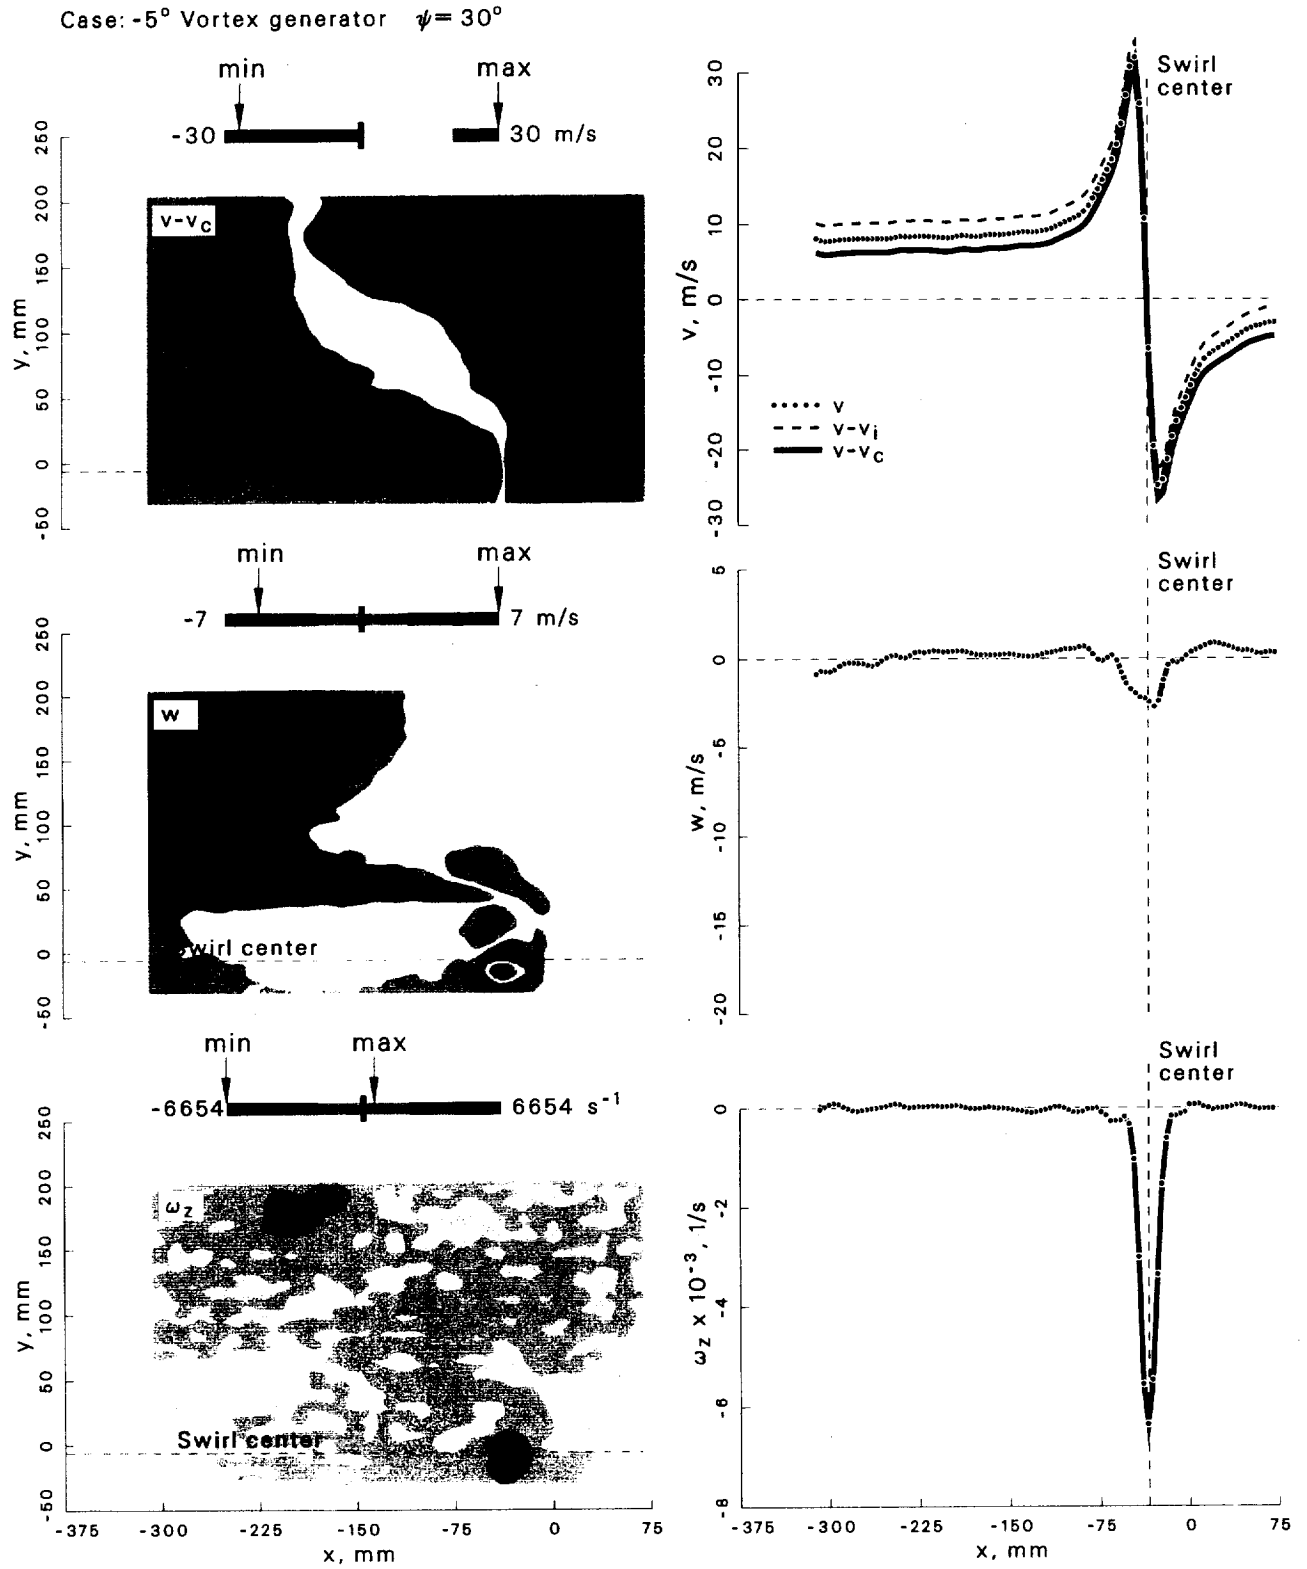 Case: -5° Vortex generator ψ= 30°
min max
-30 30 m/s
250
200
150
100
50
0
-50
y, mm
v-vc
min max
-7 7 m/s
250
200
150
100
50
0
-50
y, mm
w
Swirl center
min max
-6654 6654 s⁻¹
250
200
150
100
50
0
-50
y, mm
ωz
Swirl center
-375 -300 -225 -150 -75 0 75
x, mm
Swirl
center
30
20
10
0
-10
-20
-30
v, m/s
v
v-vi
v-vc
Swirl
center
5
0
-5
-10
-15
-20
w, m/s
Swirl
center
0
-2
-4
-6
-8
ωz x 10⁻³, 1/s
-375 -300 -225 -150 -75 0 75
x, mm